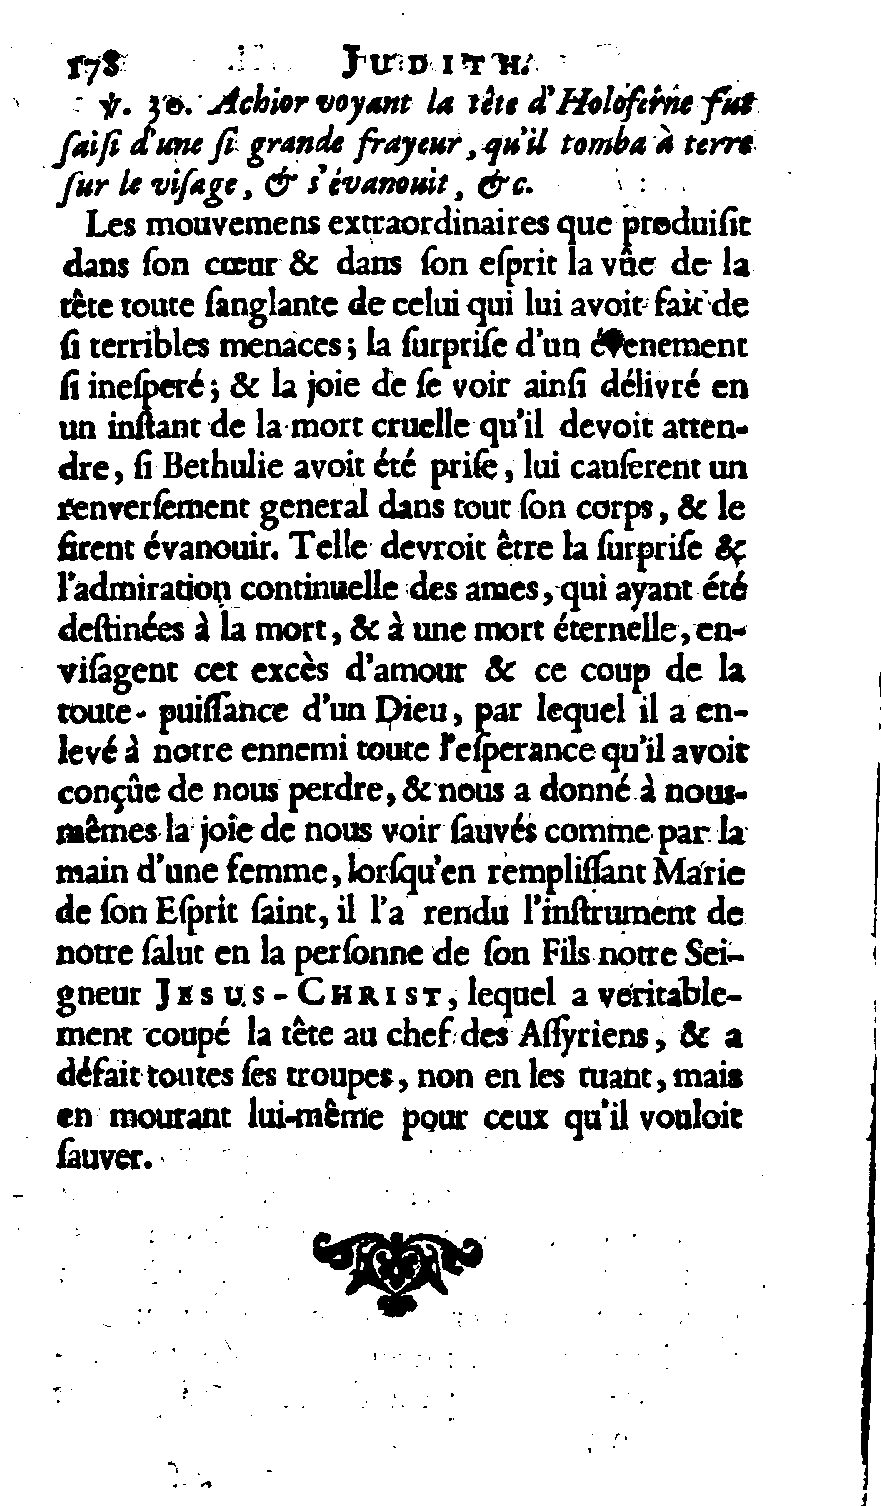 178 JUDITH.
℣. 30. Achior voyant la tête d'Holoferne fut
ſaiſi d'une ſi grande frayeur, qu'il tomba à terre
ſur le viſage, & s'évanouit, &c.
Les mouvemens extraordinaires que produiſit
dans ſon cœur & dans ſon eſprit la vûe de la
tête toute ſanglante de celui qui lui avoit fait de
ſi terribles menaces; la ſurpriſe d'un évenement
ſi ineſperé; & la joie de ſe voir ainſi délivré en
un inſtant de la mort cruelle qu'il devoit atten-
dre, ſi Bethulie avoit été priſe, lui cauſerent un
renverſement general dans tout ſon corps, & le
firent évanouir. Telle devroit être la ſurpriſe &
l'admiration continuelle des ames, qui ayant été
deſtinées à la mort, & à une mort éternelle, en-
viſagent cet excès d'amour & ce coup de la
toute-puiſſance d'un Dieu, par lequel il a en-
levé à notre ennemi toute l'eſperance qu'il avoit
conçûe de nous perdre, & nous a donné à nous-
mêmes la joie de nous voir ſauvés comme par la
main d'une femme, lorſqu'en rempliſſant Marie
de ſon Eſprit ſaint, il l'a rendu l'inſtrument de
notre ſalut en la perſonne de ſon Fils notre Sei-
gneur JESUS-CHRIST, lequel a veritable-
ment coupé la tête au chef des Aſſyriens, & a
défait toutes ſes troupes, non en les tuant, mais
en mourant lui-même pour ceux qu'il vouloit
ſauver.